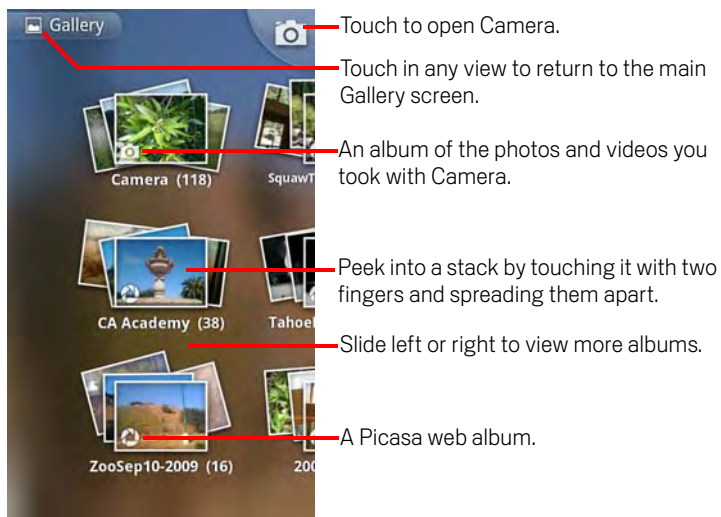 Gallery
Touch to open Camera.
Touch in any view to return to the main
Gallery screen.
An album of the photos and videos you
took with Camera.
Camera (118)
SquawT
Peek into a stack by touching it with two
fingers and spreading them apart.
CA Academy (38)
Tahoe
Slide left or right to view more albums.
A Picasa web album.
ZooSep10-2009 (16)
200